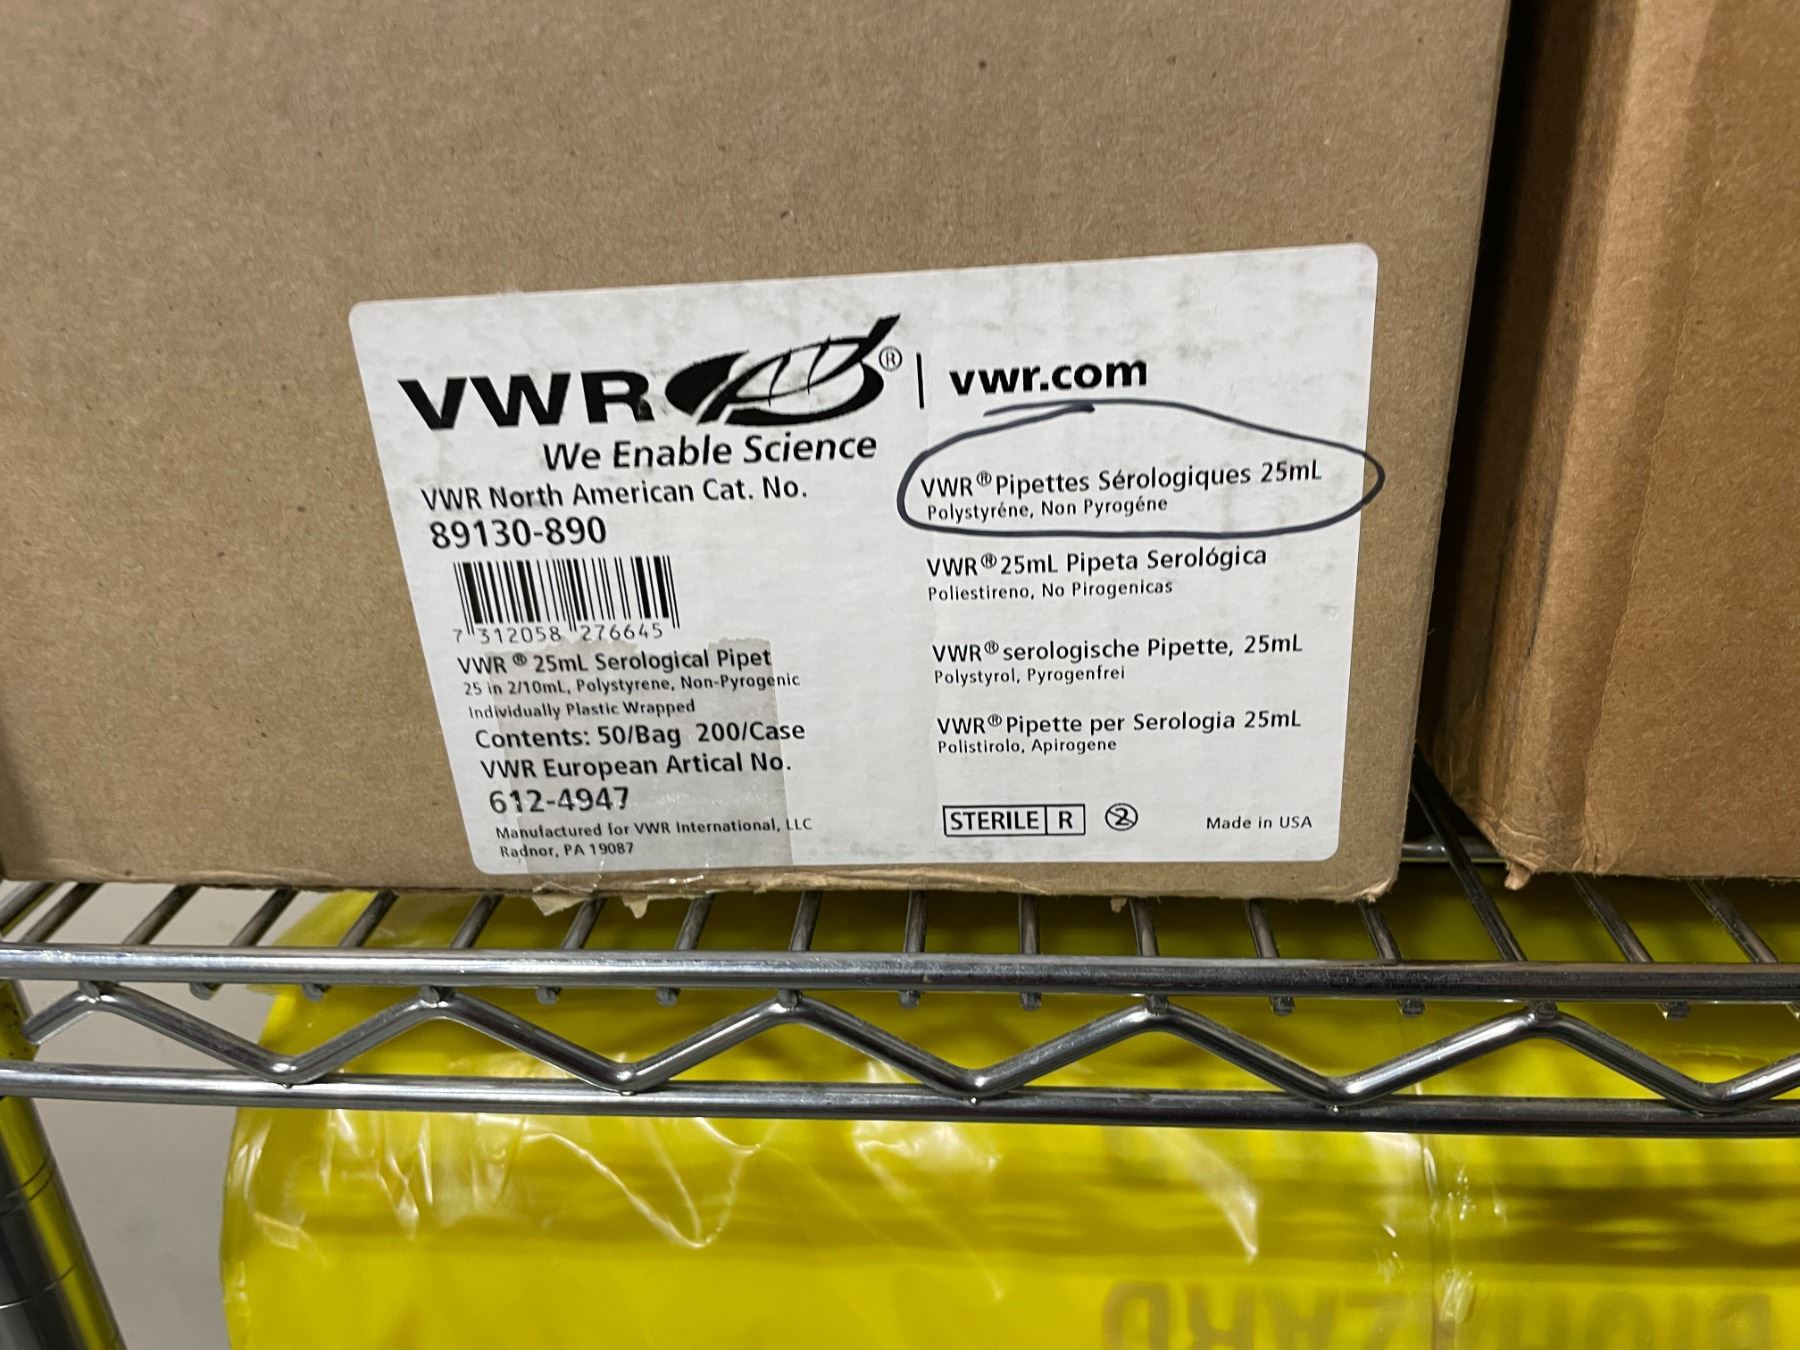 VWR® | vwr.com
We Enable Science
VWR North American Cat. No.
89130-890
7 312058 276645
VWR® 25mL Serological Pipet
25 in 2/10mL, Polystyrene, Non-Pyrogenic
Individually Plastic Wrapped
Contents: 50/Bag 200/Case
VWR European Artical No.
612-4947
Manufactured for VWR International, LLC
Radnor, PA 19087
VWR® Pipettes Sérologiques 25mL
Polystyréne, Non Pyrogéne
VWR® 25mL Pipeta Serológica
Poliestireno, No Pirogenicas
VWR® serologische Pipette, 25mL
Polystyrol, Pyrogenfrei
VWR® Pipette per Serologia 25mL
Polistirolo, Apirogene
STERILE R 2
Made in USA
BIOHAZARD